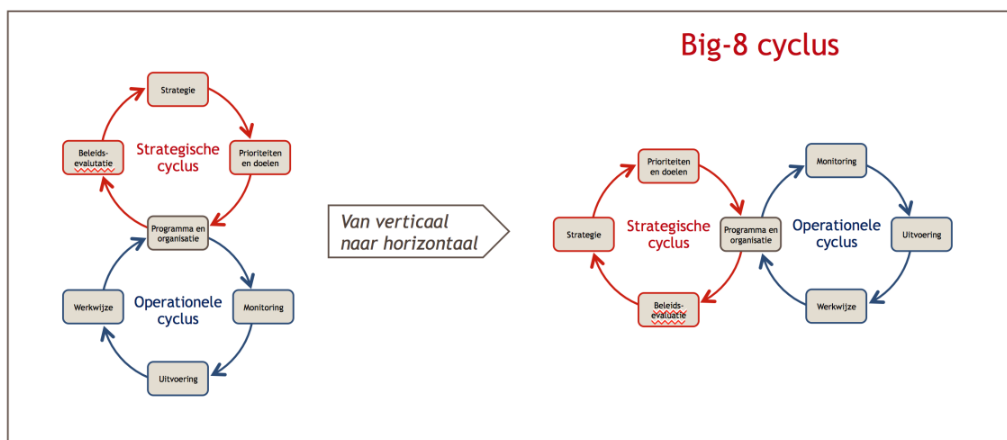 Big-8 cyclus
Strategie
Beleids-
evalutatie
Strategische
cyclus
Prioriteiten
en doelen
Programma en
organisatie
Werkwijze
Operationele
cyclus
Monitoring
Uitvoering
Van verticaal
naar horizontaal
Prioriteiten
en doelen
Strategie
Strategische
cyclus
Programma en
organisatie
Beleids-
evaluatie
Monitoring
Operationele
cyclus
Uitvoering
Werkwijze